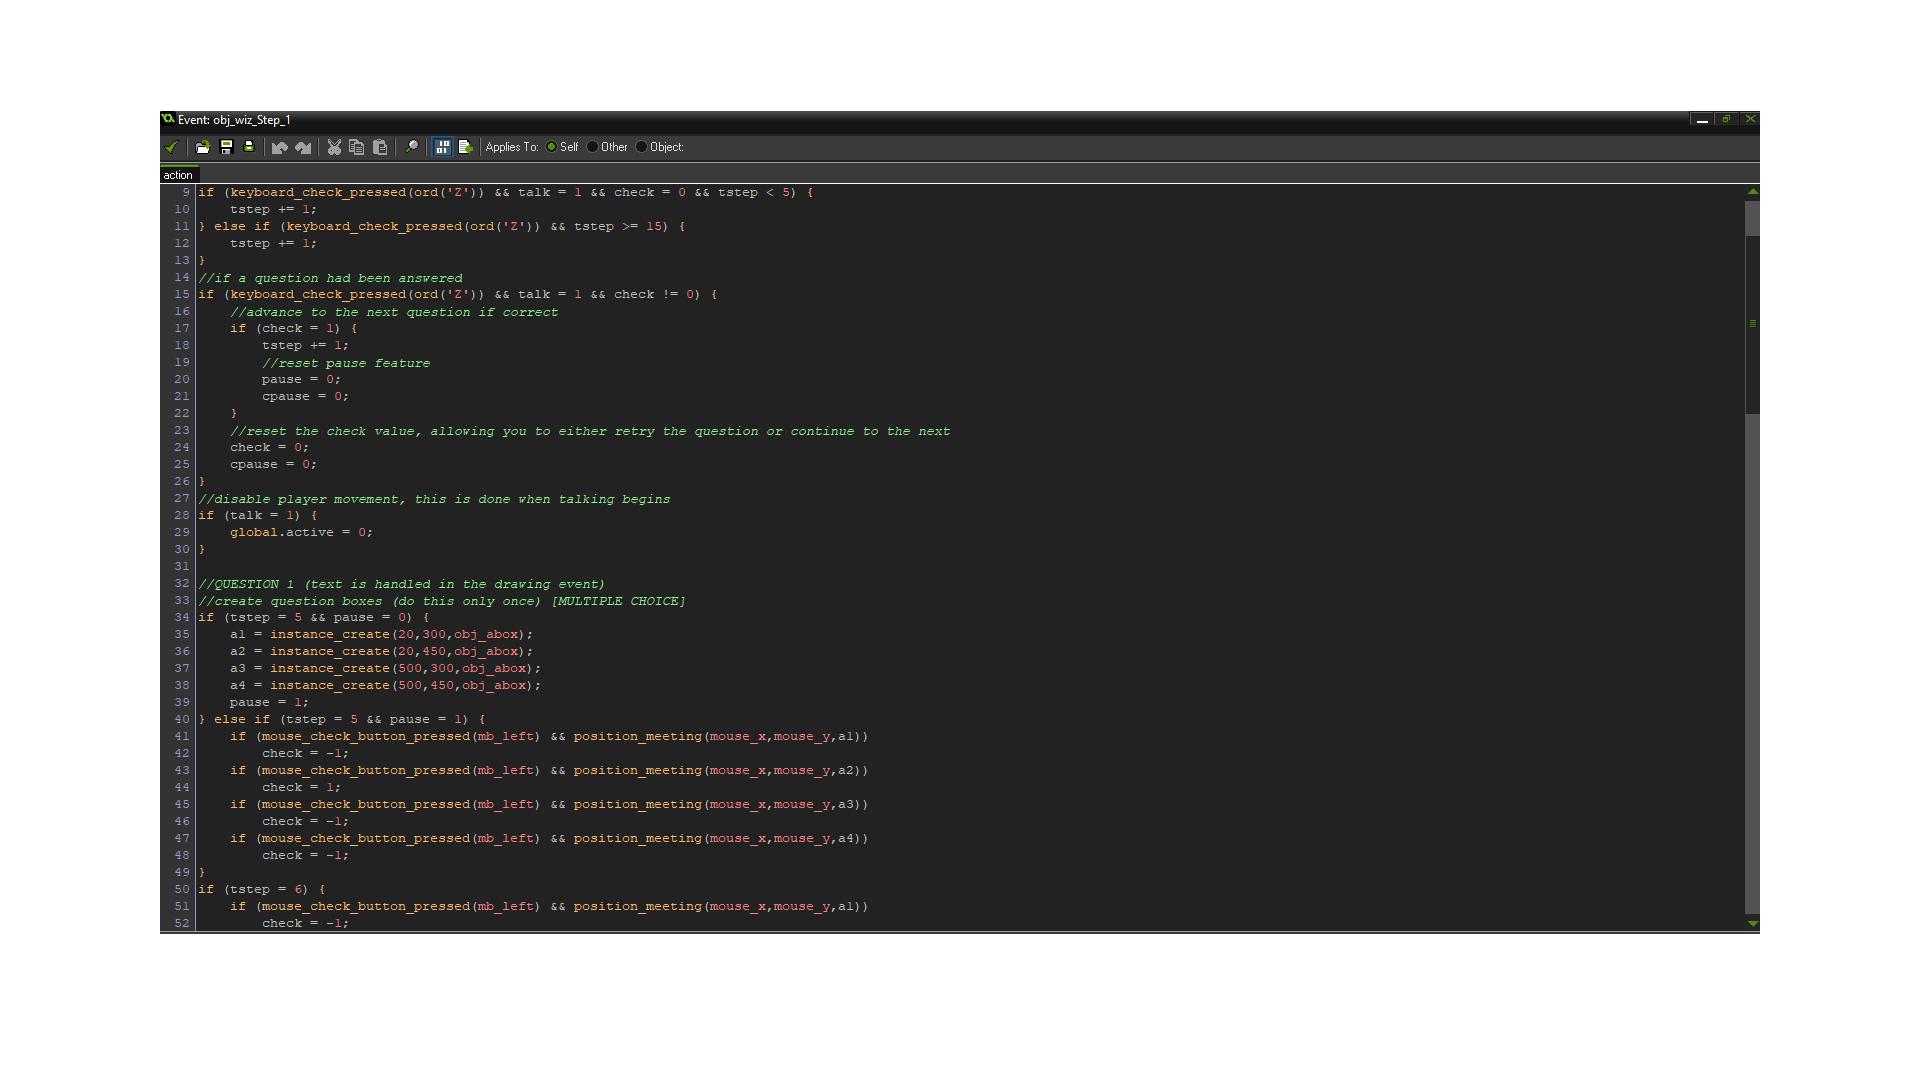 Event: obj_wiz_Step_1
Applies To: Self Other Object:
action
9 if (keyboard_check_pressed(ord('Z')) && talk = 1 && check = 0 && tstep < 5) {
10 tstep += 1;
11 } else if (keyboard_check_pressed(ord('Z')) && tstep >= 15) {
12 tstep += 1;
13 }
14 //if a question had been answered
15 if (keyboard_check_pressed(ord('Z')) && talk = 1 && check != 0) {
16 //advance to the next question if correct
17 if (check = 1) {
18 tstep += 1;
19 //reset pause feature
20 pause = 0;
21 cpause = 0;
22 }
23 //reset the check value, allowing you to either retry the question or continue to the next
24 check = 0;
25 cpause = 0;
26 }
27 //disable player movement, this is done when talking begins
28 if (talk = 1) {
29 global.active = 0;
30 }
31
32 //QUESTION 1 (text is handled in the drawing event)
33 //create question boxes (do this only once) [MULTIPLE CHOICE]
34 if (tstep = 5 && pause = 0) {
35 a1 = instance_create(20,300,obj_abox);
36 a2 = instance_create(20,450,obj_abox);
37 a3 = instance_create(500,300,obj_abox);
38 a4 = instance_create(500,450,obj_abox);
39 pause = 1;
40 } else if (tstep = 5 && pause = 1) {
41 if (mouse_check_button_pressed(mb_left) && position_meeting(mouse_x,mouse_y,a1))
42 check = -1;
43 if (mouse_check_button_pressed(mb_left) && position_meeting(mouse_x,mouse_y,a2))
44 check = 1;
45 if (mouse_check_button_pressed(mb_left) && position_meeting(mouse_x,mouse_y,a3))
46 check = -1;
47 if (mouse_check_button_pressed(mb_left) && position_meeting(mouse_x,mouse_y,a4))
48 check = -1;
49 }
50 if (tstep = 6) {
51 if (mouse_check_button_pressed(mb_left) && position_meeting(mouse_x,mouse_y,a1))
52 check = -1;